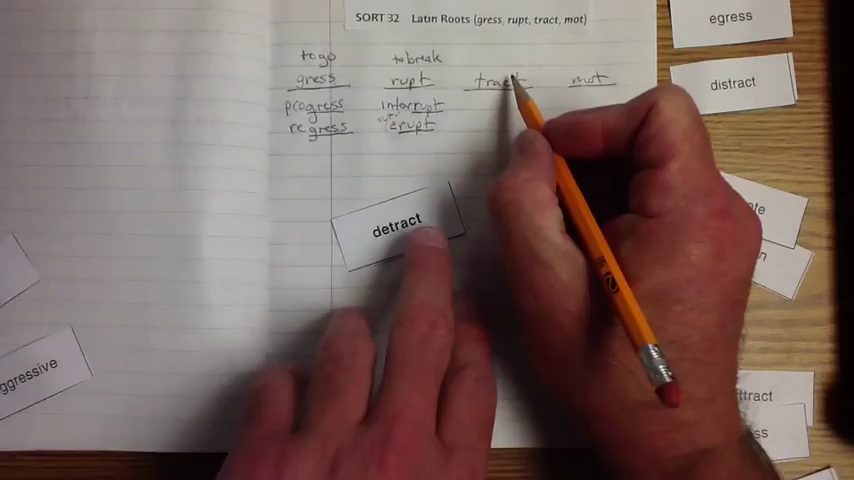 SORT 32 Latin Roots (gress, rupt, tract, mot)
to go to break
gress rupt tract mot
progress interrupt
regress erupt
detract
egress
distract
aggressive